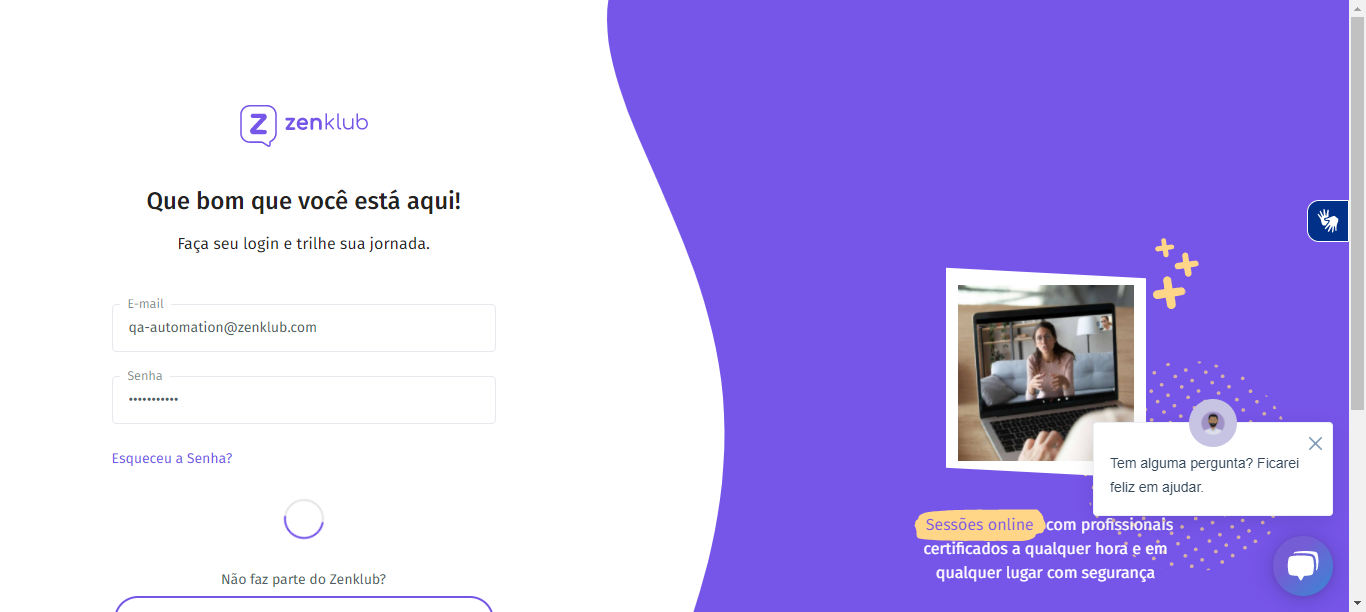 Z zenklub
Que bom que você está aqui!
Faça seu login e trilhe sua jornada.
E-mail
qa-automation@zenklub.com
Senha
•••••••••••
Esqueceu a Senha?
Não faz parte do Zenklub?
Tem alguma pergunta? Ficarei
feliz em ajudar.
Sessões online com profissionais
certificados a qualquer hora e em
qualquer lugar com segurança